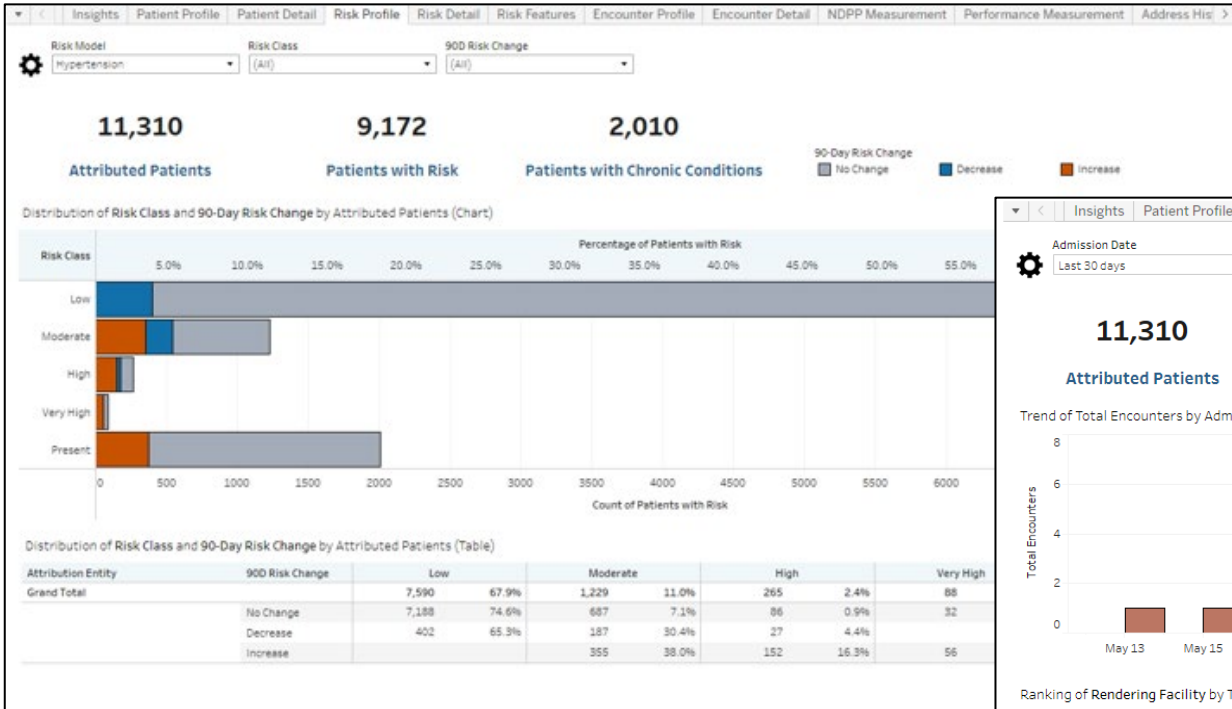 Insights Patient Profile Patient Detail Risk Profile Risk Detail Risk Features Encounter Profile Encounter Detail NDPP Measurement Performance Measurement Address His
Risk Model Risk Class 90D Risk Change
Hypertension (All) (All)
11,310 9,172 2,010
Attributed Patients Patients with Risk Patients with Chronic Conditions
90-Day Risk Change
No Change Decrease Increase
Distribution of Risk Class and 90-Day Risk Change by Attributed Patients (Chart)
Percentage of Patients with Risk
Risk Class
5.0% 10.0% 15.0% 20.0% 25.0% 30.0% 35.0% 40.0% 45.0% 50.0% 55.0%
Low
Moderate
High
Very High
Present
0 500 1000 1500 2000 2500 3000 3500 4000 4500 5000 5500 6000
Count of Patients with Risk
Distribution of Risk Class and 90-Day Risk Change by Attributed Patients (Table)
Attribution Entity 90D Risk Change Low Moderate High Very High
Grand Total 7,590 67.9% 1,229 11.0% 265 2.4% 88
No Change 7,188 74.6% 687 7.1% 86 0.9% 32
Decrease 402 65.3% 187 30.4% 27 4.4%
Increase 355 38.0% 152 16.3% 56
Insights Patient Profile
Admission Date
Last 30 days
11,310
Attributed Patients
Trend of Total Encounters by Adm
Total Encounters
8
6
4
2
0
May 13 May 15
Ranking of Rendering Facility by T